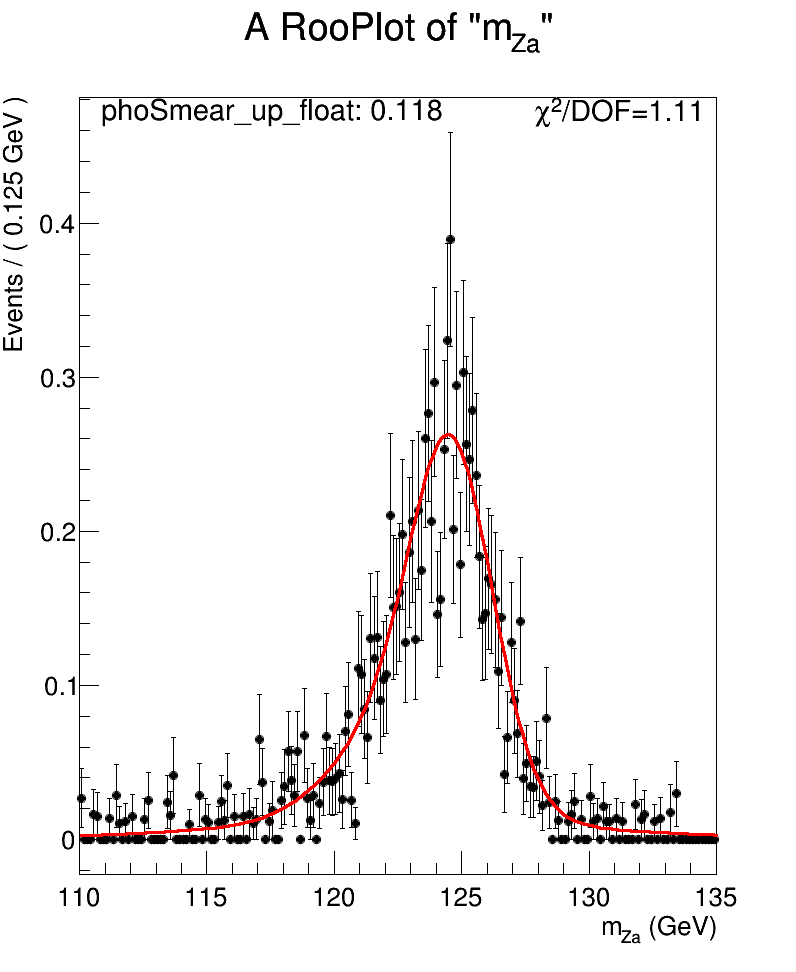 A RooPlot of "m_Za"
phoSmear_up_float: 0.118 χ²/DOF=1.11
Events / ( 0.125 GeV )
0.4
0.3
0.2
0.1
0
110 115 120 125 130 135
m_Za (GeV)